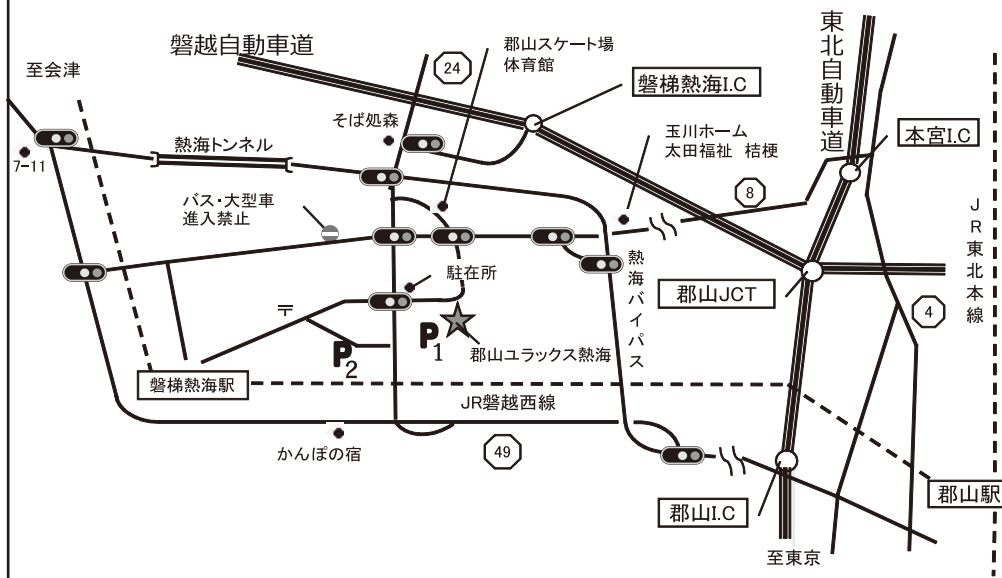 磐越自動車道
24
郡山スケート場
体育館
東北自動車道
至会津
磐梯熱海I.C
そば処森
玉川ホーム
太田福祉 桔梗
本宮I.C
7-11
熱海トンネル
8
バス・大型車
進入禁止
JR東北本線
熱海バイパス
駐在所
郡山JCT
〒
4
P1
P2
郡山ユラックス熱海
磐梯熱海駅
JR磐越西線
かんぽの宿
49
郡山駅
郡山I.C
至東京